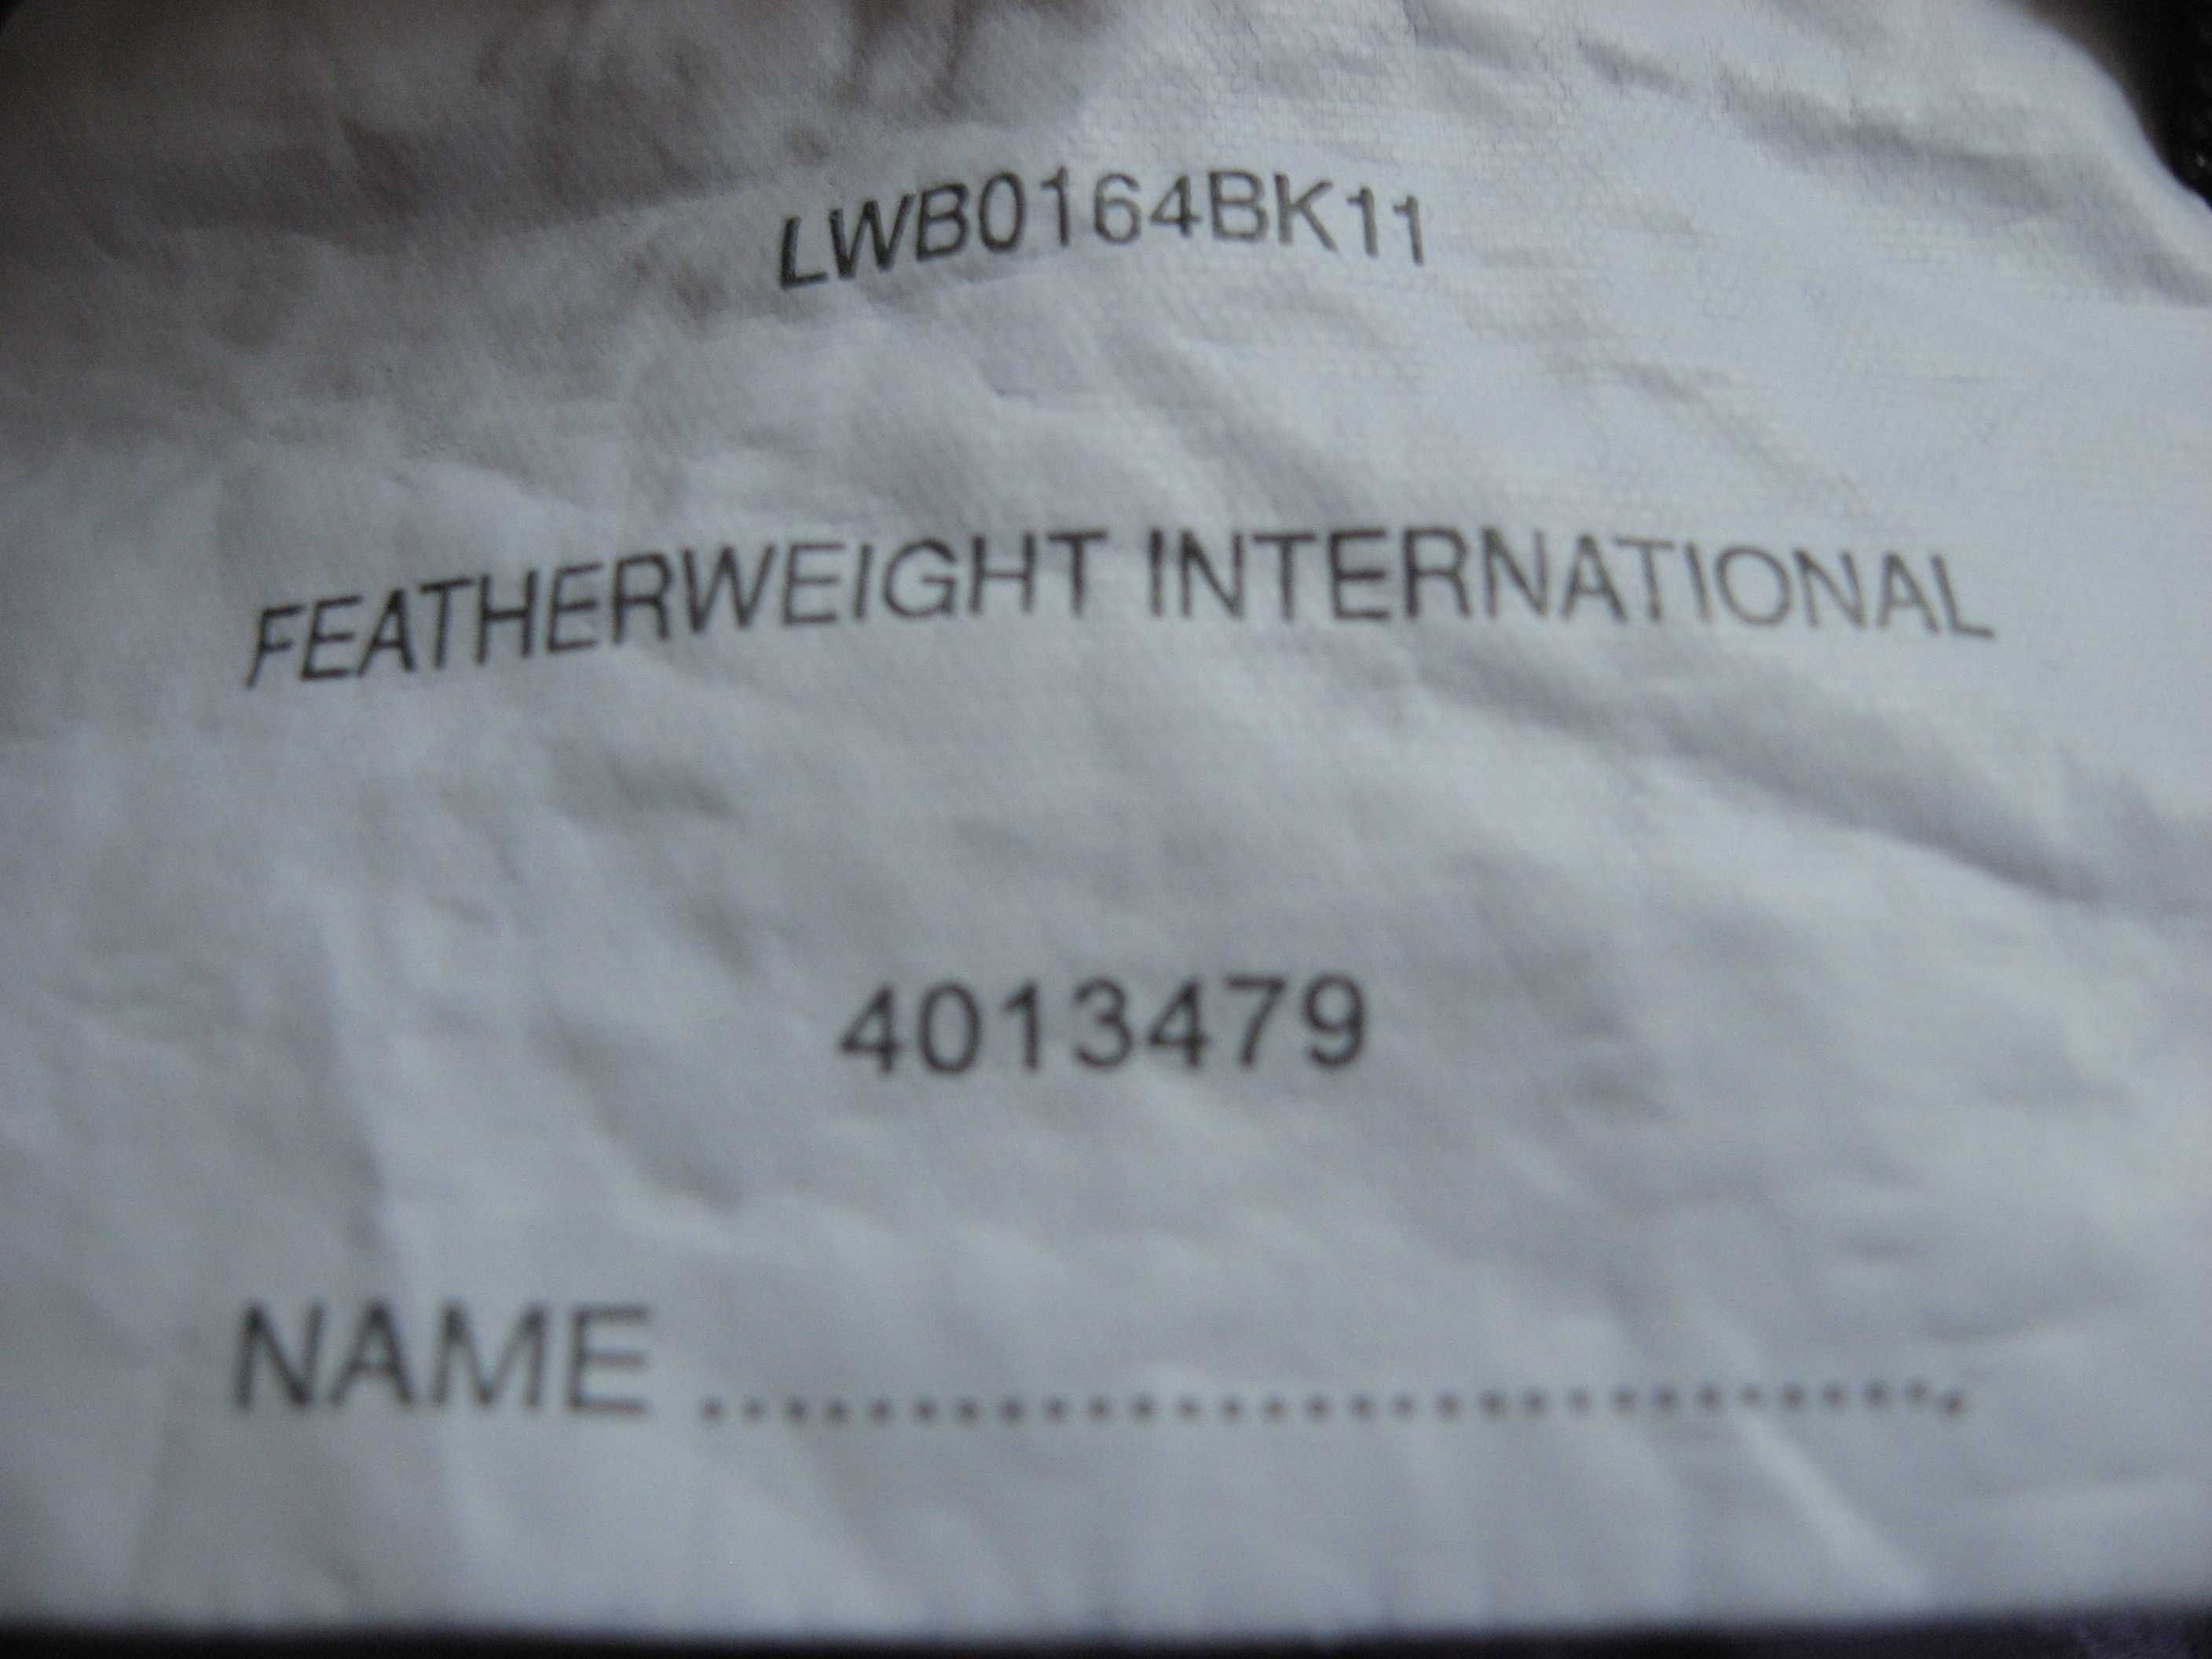 LWB0164BK11
FEATHERWEIGHT INTERNATIONAL
4013479
NAME ................................